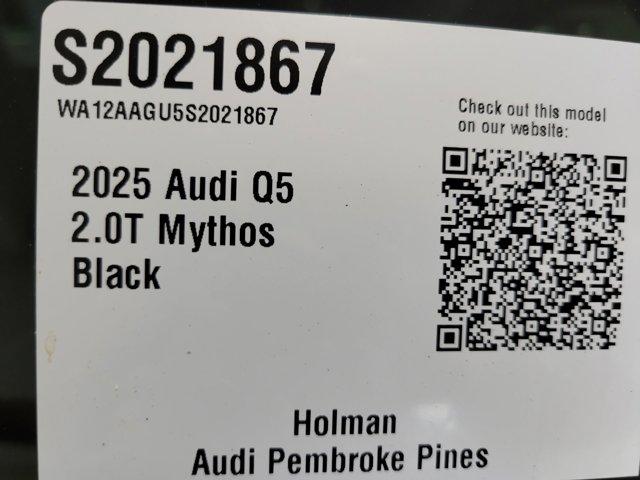 S2021867
WA12AAGU5S2021867
Check out this model
on our website:
2025 Audi Q5
2.0T Mythos
Black
Holman
Audi Pembroke Pines